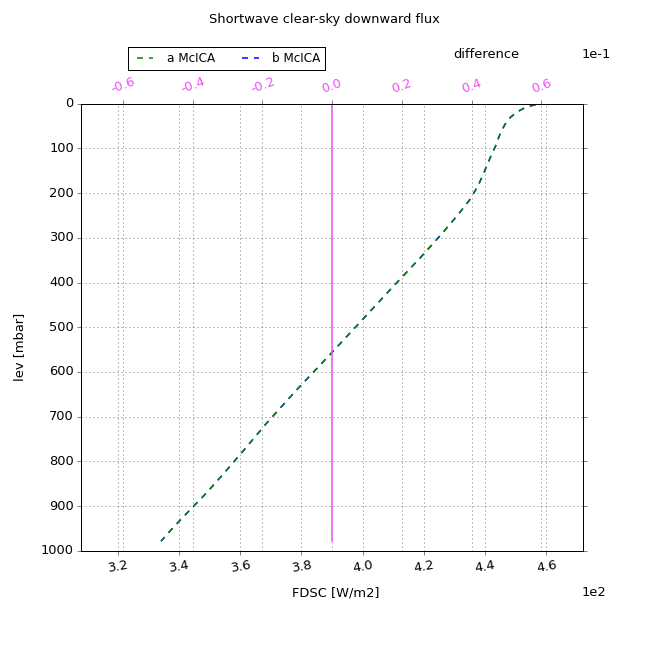 Shortwave clear-sky downward flux
a McICA b McICA
difference 1e-1
-0.6 -0.4 -0.2 0.0 0.2 0.4 0.6
0
100
200
300
400
500
600
700
800
900
1000
lev [mbar]
3.2 3.4 3.6 3.8 4.0 4.2 4.4 4.6
FDSC [W/m2] 1e2